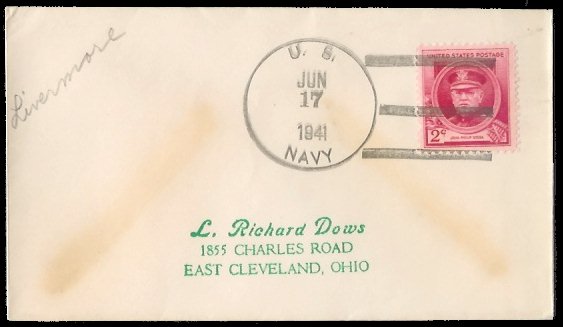 Livermore
U. S.
JUN
17
1941
NAVY
UNITED STATES POSTAGE
2¢
JOHN PHILIP SOUSA
L. Richard Dows
1855 CHARLES ROAD
EAST CLEVELAND, OHIO